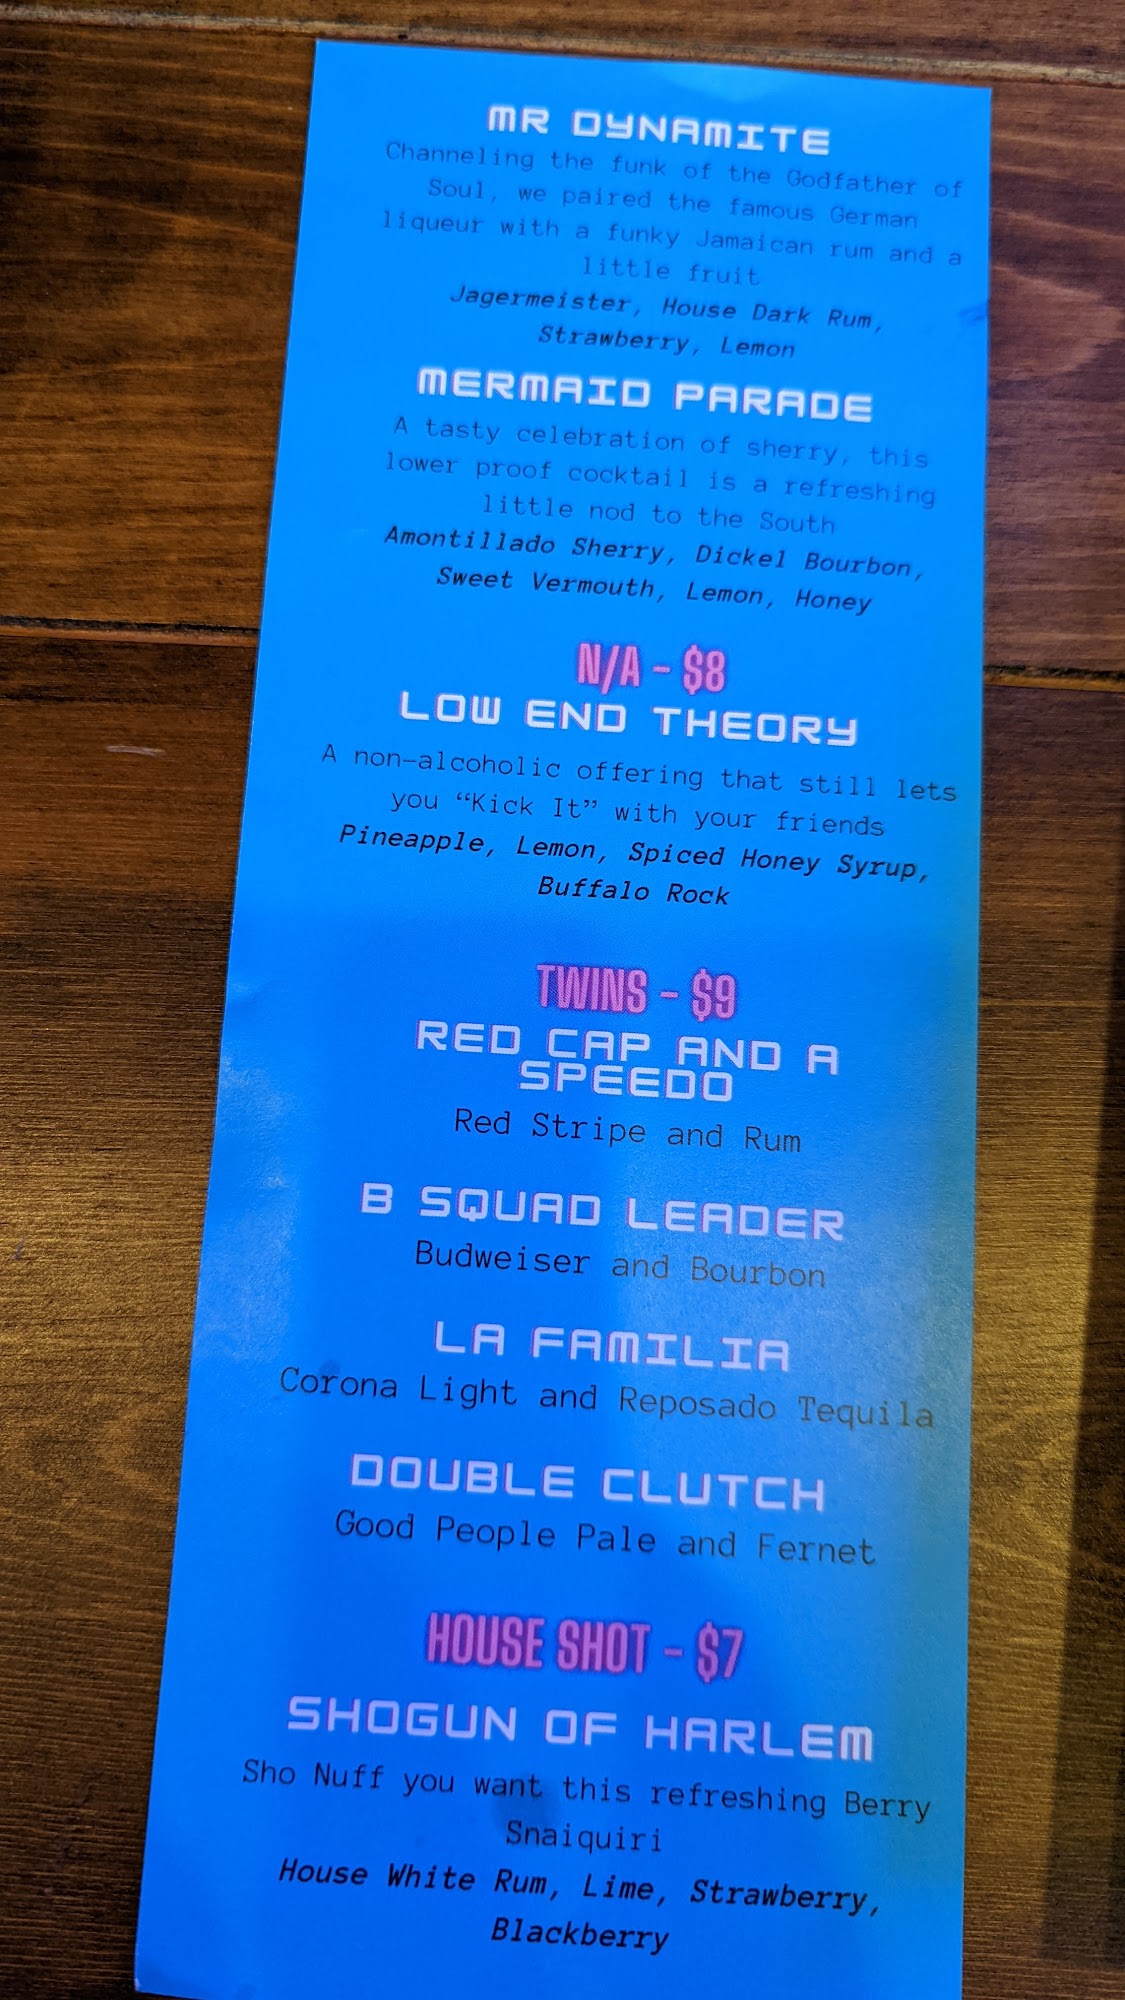 MR DYNAMITE
Channeling the funk of the Godfather of
Soul, we paired the famous German
liqueur with a funky Jamaican rum and a
little fruit
Jagermeister, House Dark Rum,
Strawberry, Lemon
MERMAID PARADE
A tasty celebration of sherry, this
lower proof cocktail is a refreshing
little nod to the South
Amontillado Sherry, Dickel Bourbon,
Sweet Vermouth, Lemon, Honey
N/A - $8
LOW END THEORY
A non-alcoholic offering that still lets
you “Kick It” with your friends
Pineapple, Lemon, Spiced Honey Syrup,
Buffalo Rock
TWINS - $9
RED CAP AND A
SPEEDO
Red Stripe and Rum
B SQUAD LEADER
Budweiser and Bourbon
LA FAMILIA
Corona Light and Reposado Tequila
DOUBLE CLUTCH
Good People Pale and Fernet
HOUSE SHOT - $7
SHOGUN OF HARLEM
Sho Nuff you want this refreshing Berry
Snaiquiri
House White Rum, Lime, Strawberry,
Blackberry